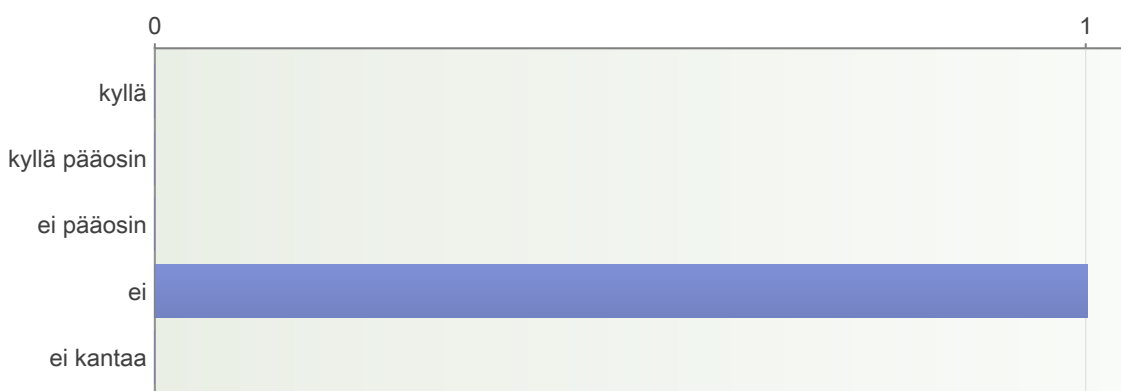 0 1
kyllä
kyllä pääosin
ei pääosin
ei
ei kantaa